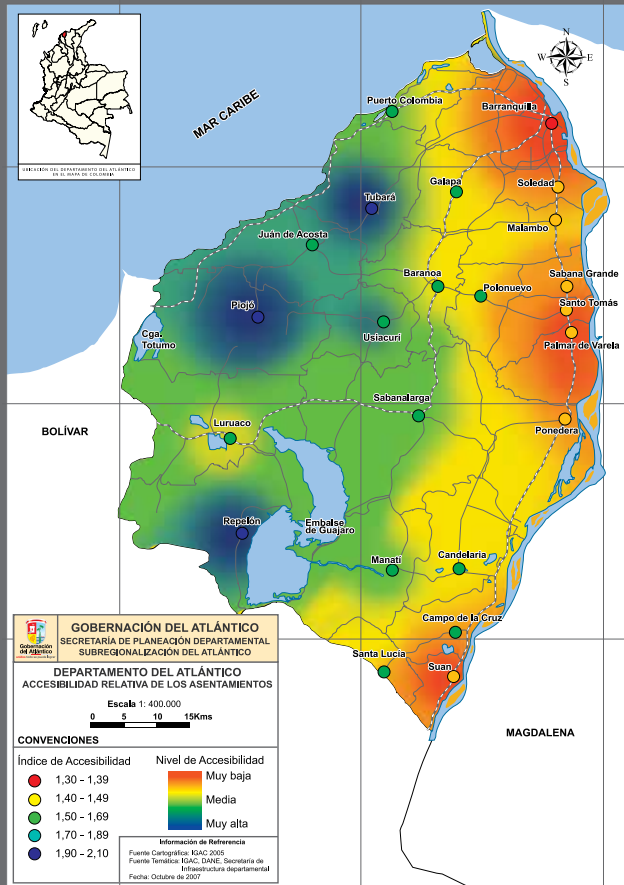 UBICACIÓN DEL DEPARTAMENTO DEL ATLÁNTICO
EN EL MAPA DE COLOMBIA
N
W E
S
MAR CARIBE
Puerto Colombia
Barranquilla
Tubará
Galapa
Soledad
Malambo
Juán de Acosta
Baranoa
Polonuevo
Sabana Grande
Santo Tomás
Piojó
Usiacurí
Palmar de Varela
Cga.
Totumo
Sabanalarga
Luruaco
Ponedera
BOLÍVAR
Repelón
Embalse
de Guájaro
Manatí
Candelaria
Campo de la Cruz
Santa Lucía
Suan
MAGDALENA
Gobernación
del Atlántico
GOBERNACIÓN DEL ATLÁNTICO
SECRETARÍA DE PLANEACIÓN DEPARTAMENTAL
SUBREGIONALIZACIÓN DEL ATLÁNTICO
DEPARTAMENTO DEL ATLÁNTICO
ACCESIBILIDAD RELATIVA DE LOS ASENTAMIENTOS
Escala 1: 400.000
0 5 10 15Kms
CONVENCIONES
Índice de Accesibilidad
1,30 - 1,39
1,40 - 1,49
1,50 - 1,69
1,70 - 1,89
1,90 - 2,10
Nivel de Accesibilidad
Muy baja
Media
Muy alta
Información de Refrerencia
Fuente Cartográfica: IGAC 2005
Fuente Temática: IGAC, DANE, Secretaría de
Infraestructura departamental
Fecha: Octubre de 2007